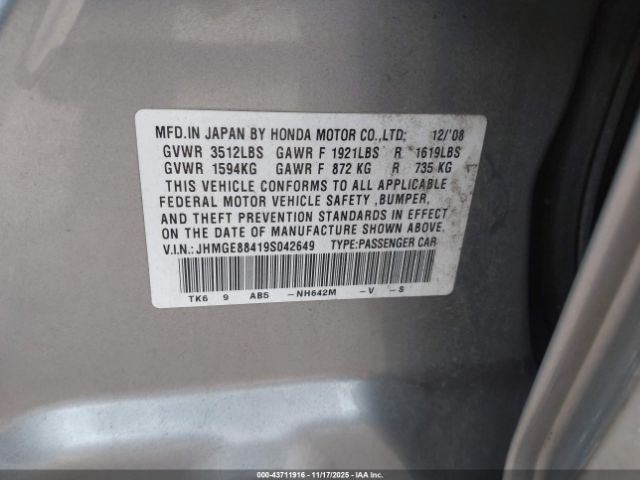 MFD.IN JAPAN BY HONDA MOTOR CO.,LTD; 12/'08
GVWR 3512LBS GAWR F 1921LBS R 1619LBS
GVWR 1594KG GAWR F 872 KG R 735 KG
THIS VEHICLE CONFORMS TO ALL APPLICABLE
FEDERAL MOTOR VEHICLE SAFETY ,BUMPER,
AND THEFT PREVENTION STANDARDS IN EFFECT
ON THE DATE OF MANUFACTURE SHOWN ABOVE.
V.I.N.:JHMGE88419S042649 TYPE:PASSENGER CAR
TK6 9 AB5 -NH642M -V -S
00-43711916 - 11/17/2025 - IAA Inc.